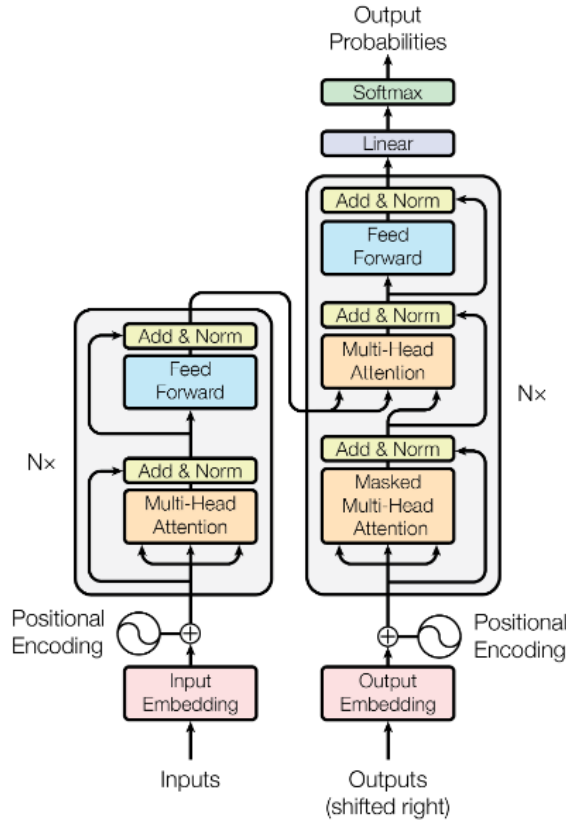 Output
Probabilities
Softmax
Linear
Add & Norm
Feed
Forward
Add & Norm
Multi-Head
Attention
Add & Norm
Masked
Multi-Head
Attention
Nx
Add & Norm
Feed
Forward
Add & Norm
Multi-Head
Attention
Nx
Positional
Encoding
Positional
Encoding
Input
Embedding
Output
Embedding
Inputs
Outputs
(shifted right)